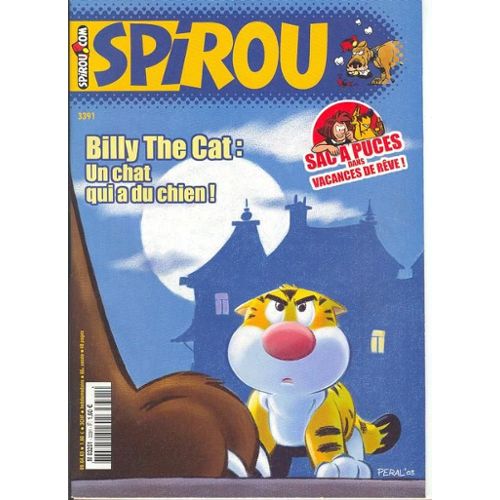 SPIROU.COM
SPIROU
3391
Billy The Cat :
Un chat
qui a du chien !
SAC A PUCES
DANS
VACANCES DE RÊVE !
PERAL'03